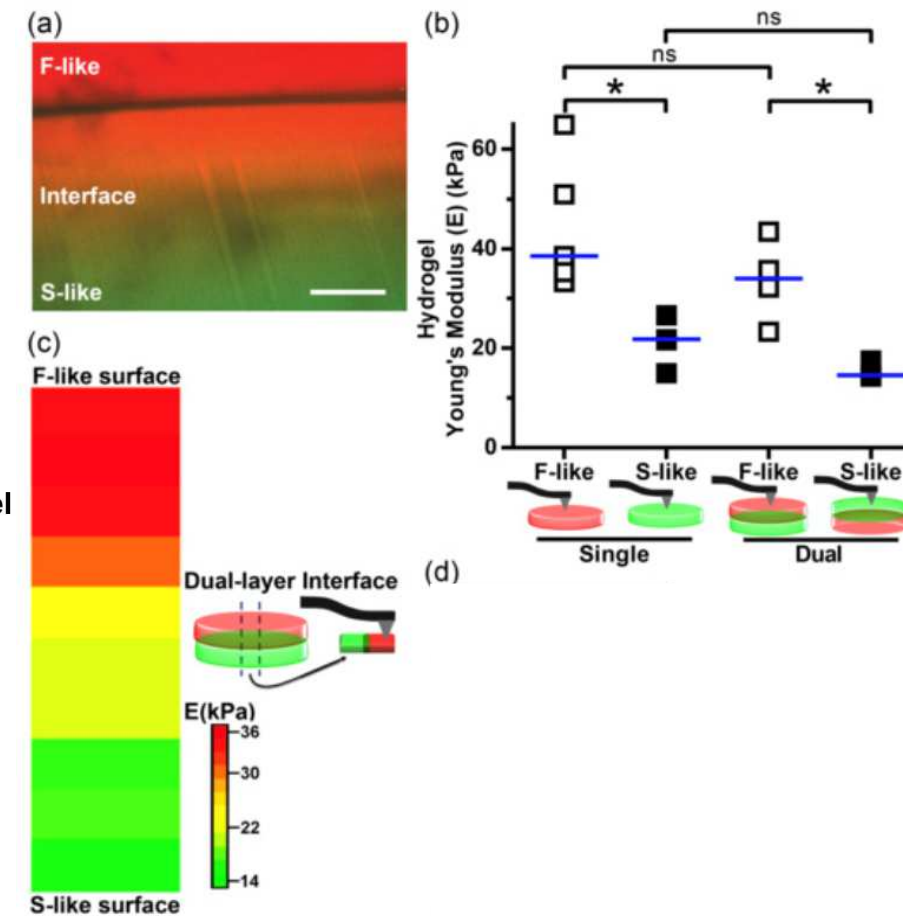 (a)
F-like
Interface
S-like
(b)
ns
ns
*
*
Hydrogel
Young's Modulus (E) (kPa)
60
40
20
0
F-like
S-like
F-like
S-like
Single
Dual
(c)
F-like surface
el
Dual-layer Interface
E(kPa)
36
30
22
14
S-like surface
(d)